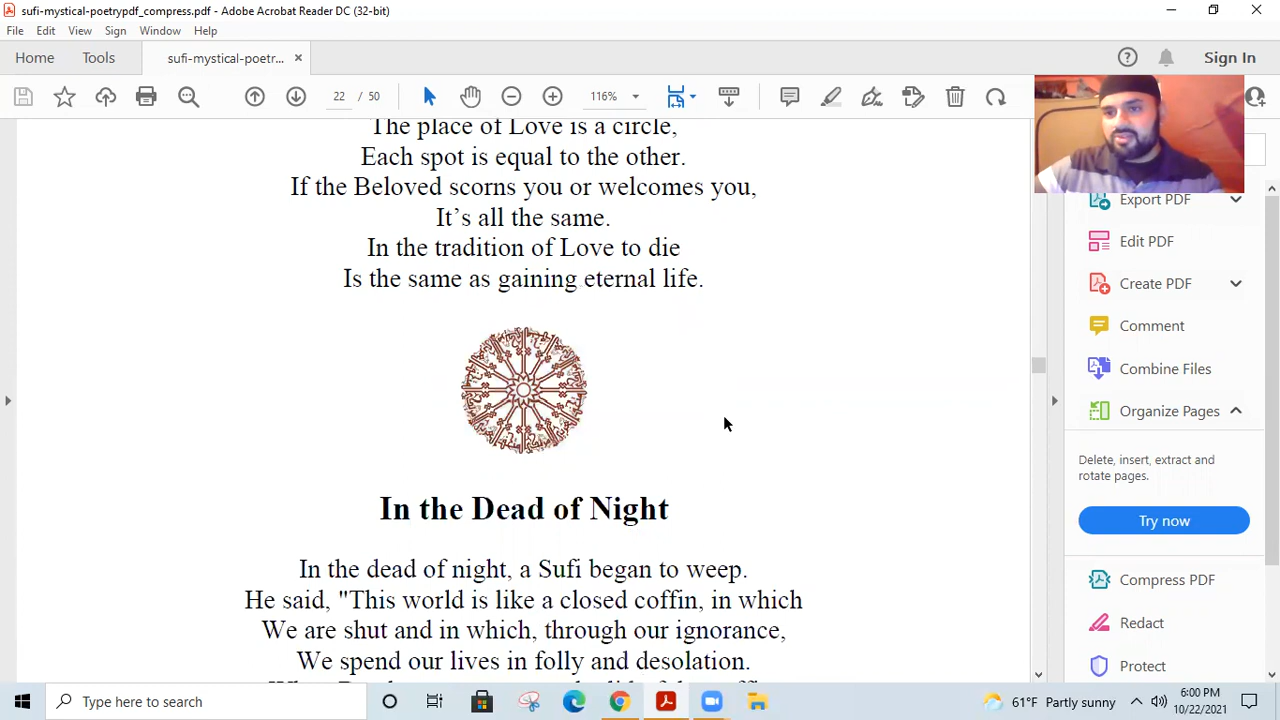 sufi-mystical-poetrypdf_compress.pdf - Adobe Acrobat Reader DC (32-bit)
File Edit View Sign Window Help
Home Tools sufi-mystical-poetr... Sign In
22 / 50 116%
The place of Love is a circle,
Each spot is equal to the other.
If the Beloved scorns you or welcomes you,
It's all the same.
In the tradition of Love to die
Is the same as gaining eternal life.
In the Dead of Night
In the dead of night, a Sufi began to weep.
He said, "This world is like a closed coffin, in which
We are shut and in which, through our ignorance,
We spend our lives in folly and desolation.
Export PDF
Edit PDF
Create PDF
Comment
Combine Files
Organize Pages
Delete, insert, extract and
rotate pages.
Try now
Compress PDF
Redact
Protect
Type here to search
61°F Partly sunny
6:00 PM
10/22/2021